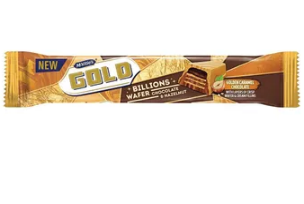 NEW
McVITIE'S
GOLD
BILLIONS
WAFER CHOCOLATE
& HAZELNUT
GOLDEN CARAMEL
CHOCOLATE